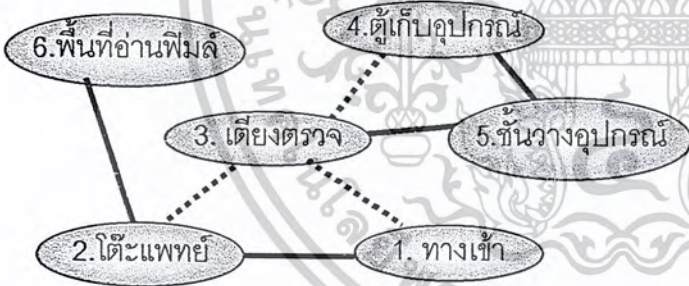 4.ตู้เก็บอุปกรณ์
6.พื้นที่อ่านฟิมล์
3. เตียงตรวจ
5.ชั้นวางอุปกรณ์
2.โต๊ะแพทย์
1. ทางเข้า